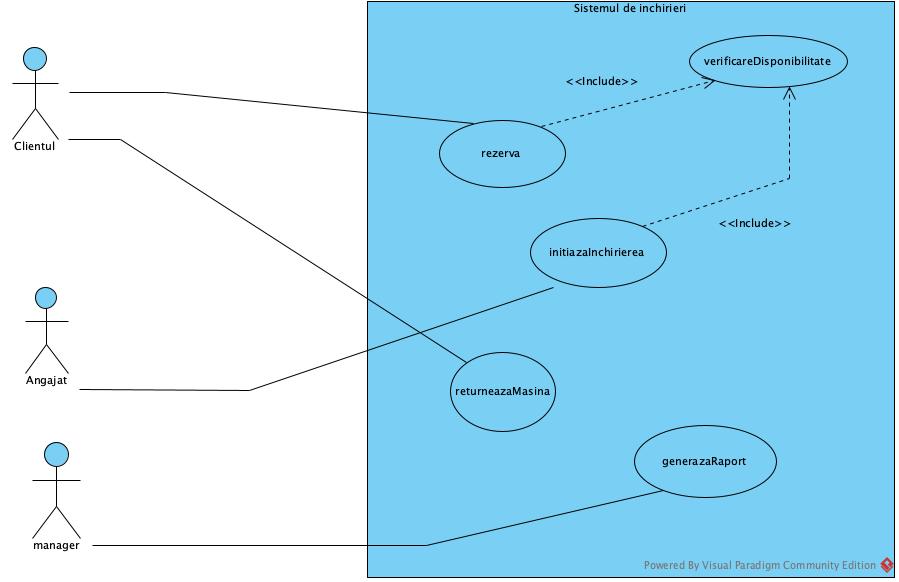 Sistemul de inchirieri
verificareDisponibilitate
<<Include>>
Clientul
rezerva
<<Include>>
initiazaInchirierea
Angajat
returneazaMasina
generazaRaport
manager
Powered By Visual Paradigm Community Edition